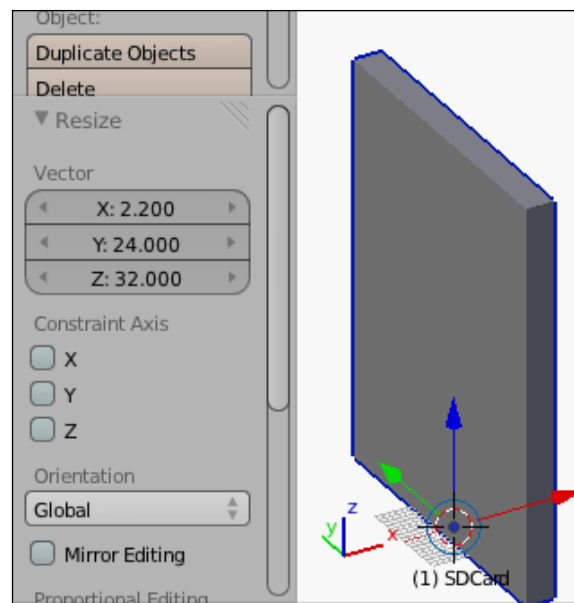 Object:
Duplicate Objects
Delete
Resize
Vector
X: 2.200
Y: 24.000
Z: 32.000
Constraint Axis
X
Y
Z
Orientation
Global
Mirror Editing
Proportional Editing
z
y
x
(1) SDCard